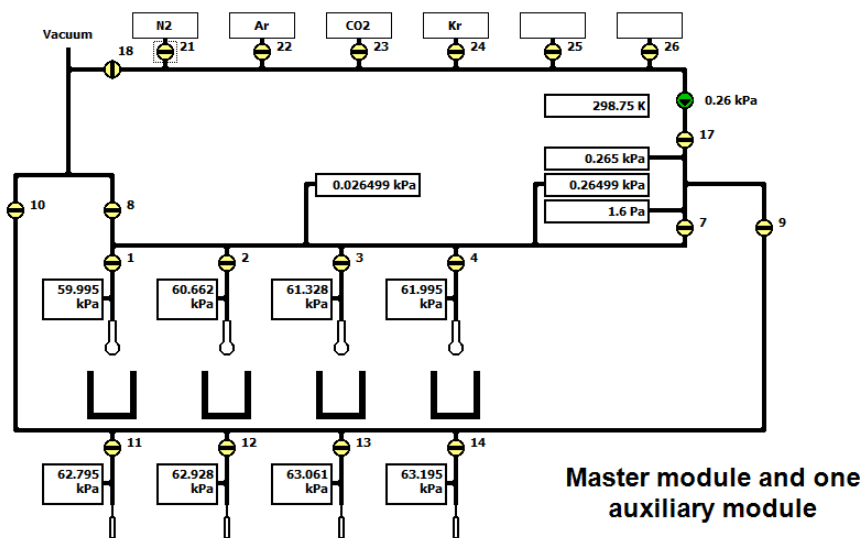 N2 Ar CO2 Kr
Vacuum
18 21 22 23 24 25 26
298.75 K 0.26 kPa
17
0.265 kPa
0.026499 kPa 0.26499 kPa
10 8 1.6 Pa 7 9
1 2 3 4
59.995 60.662 61.328 61.995
kPa kPa kPa kPa
11 12 13 14
62.795 62.928 63.061 63.195
kPa kPa kPa kPa
Master module and one
auxiliary module